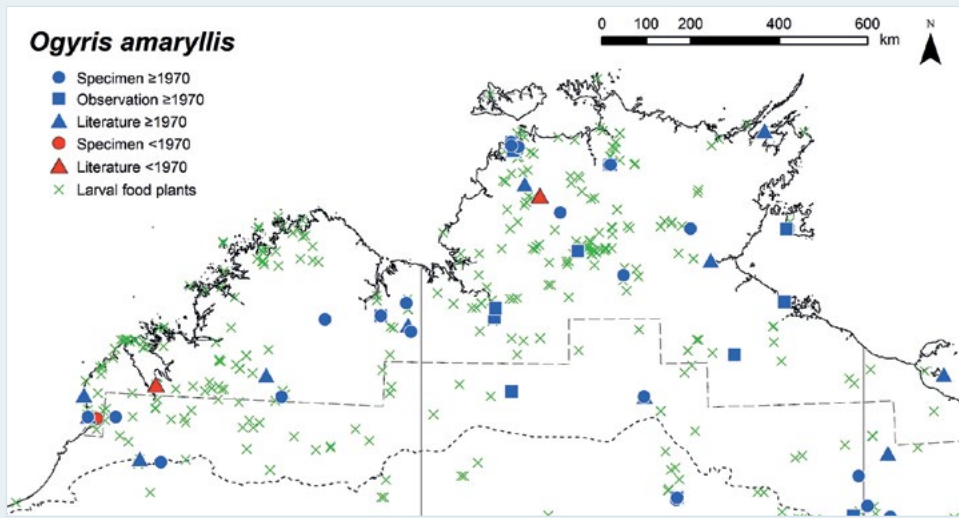 Ogyris amaryllis
Specimen ≥1970
Observation ≥1970
Literature ≥1970
Specimen <1970
Literature <1970
Larval food plants
0 100 200 400 600
km
N